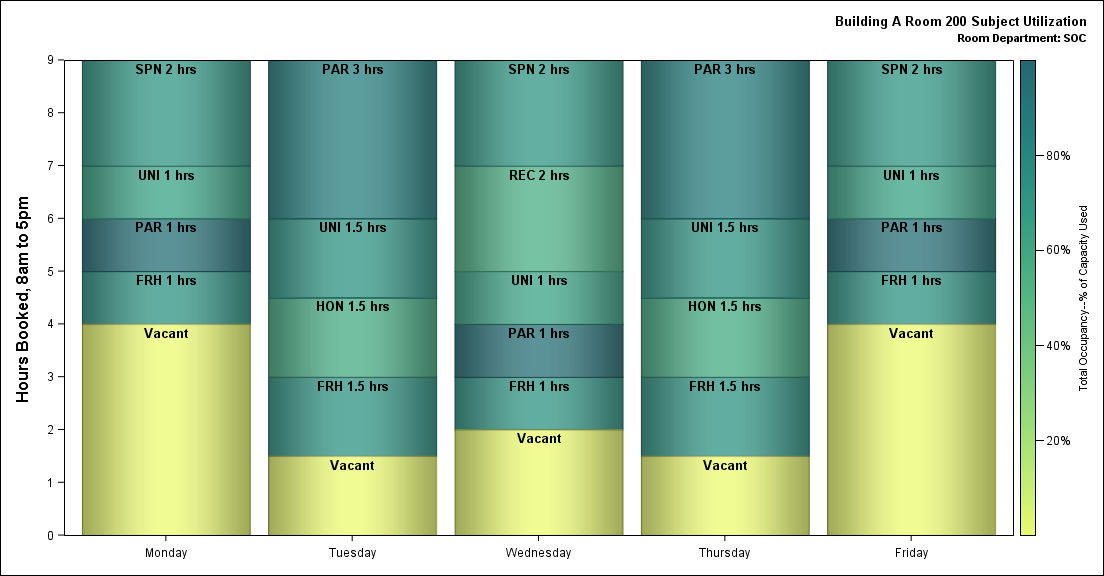 Building A Room 200 Subject Utilization
Room Department: SOC
Hours Booked, 8am to 5pm
9
8
7
6
5
4
3
2
1
0
SPN 2 hrs
UNI 1 hrs
PAR 1 hrs
FRH 1 hrs
Vacant
PAR 3 hrs
UNI 1.5 hrs
HON 1.5 hrs
FRH 1.5 hrs
Vacant
SPN 2 hrs
REC 2 hrs
UNI 1 hrs
PAR 1 hrs
FRH 1 hrs
Vacant
PAR 3 hrs
UNI 1.5 hrs
HON 1.5 hrs
FRH 1.5 hrs
Vacant
SPN 2 hrs
UNI 1 hrs
PAR 1 hrs
FRH 1 hrs
Vacant
Monday
Tuesday
Wednesday
Thursday
Friday
80%
60%
40%
20%
Total Occupancy--% of Capacity Used